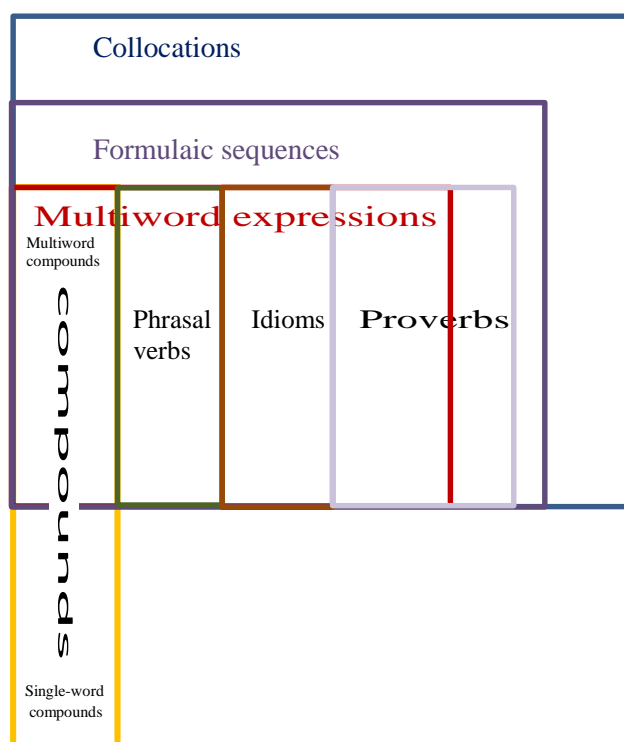 Collocations
Formulaic sequences
Multiword expressions
Multiword
compounds
Phrasal
verbs
Idioms
Proverbs
compounds
Single-word
compounds